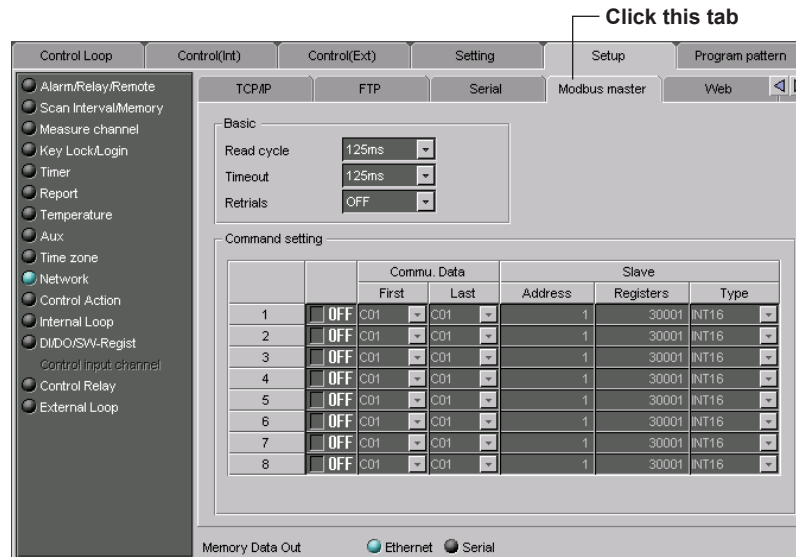 Click this tab
Control Loop Control(Int) Control(Ext) Setting Setup Program pattern
Alarm/Relay/Remote
Scan Interval/Memory
Measure channel
Key Lock/Login
Timer
Report
Temperature
Aux
Time zone
Network
Control Action
Internal Loop
DI/DO/SW-Regist
Control input channel
Control Relay
External Loop
TCP/IP FTP Serial Modbus master Web
Basic
Read cycle 125ms
Timeout 125ms
Retrials OFF
Command setting
Commu. Data Slave
First Last Address Registers Type
1 OFF C01 C01 1 30001 INT16
2 OFF C01 C01 1 30001 INT16
3 OFF C01 C01 1 30001 INT16
4 OFF C01 C01 1 30001 INT16
5 OFF C01 C01 1 30001 INT16
6 OFF C01 C01 1 30001 INT16
7 OFF C01 C01 1 30001 INT16
8 OFF C01 C01 1 30001 INT16
Memory Data Out Ethernet Serial